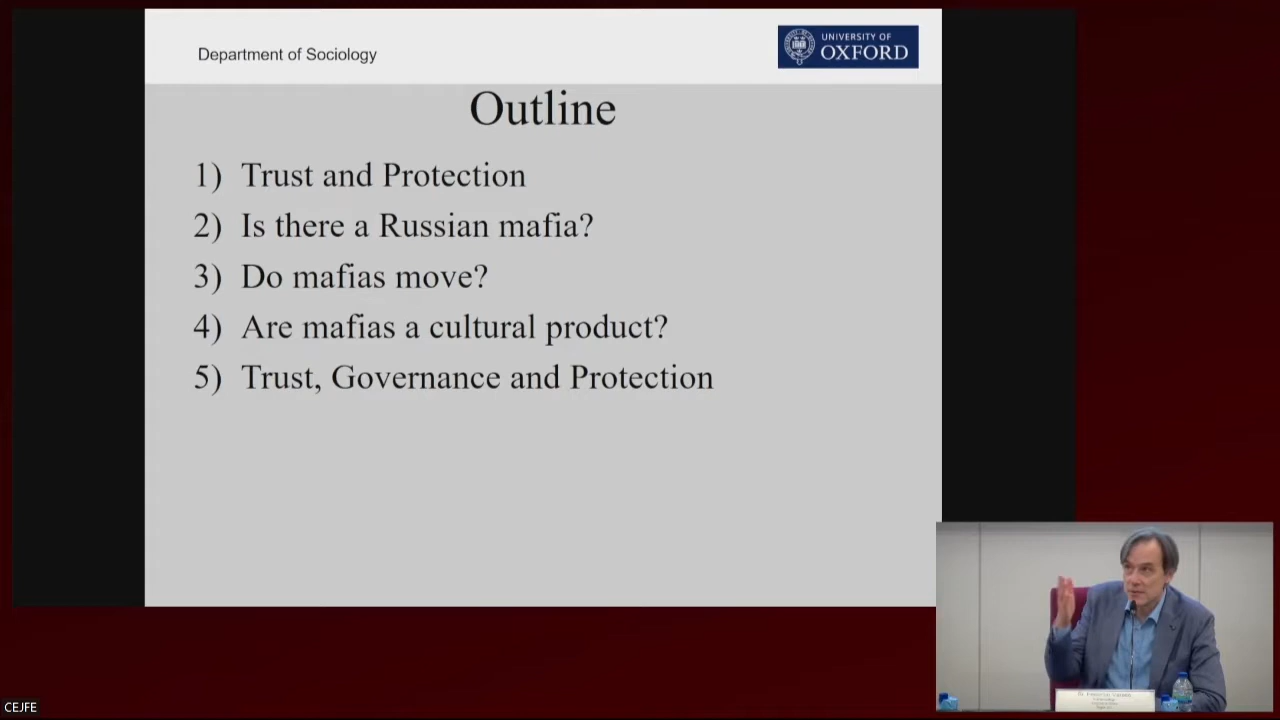 Department of Sociology
UNIVERSITY OF
OXFORD
Outline
1) Trust and Protection
2) Is there a Russian mafia?
3) Do mafias move?
4) Are mafias a cultural product?
5) Trust, Governance and Protection
CEJFE